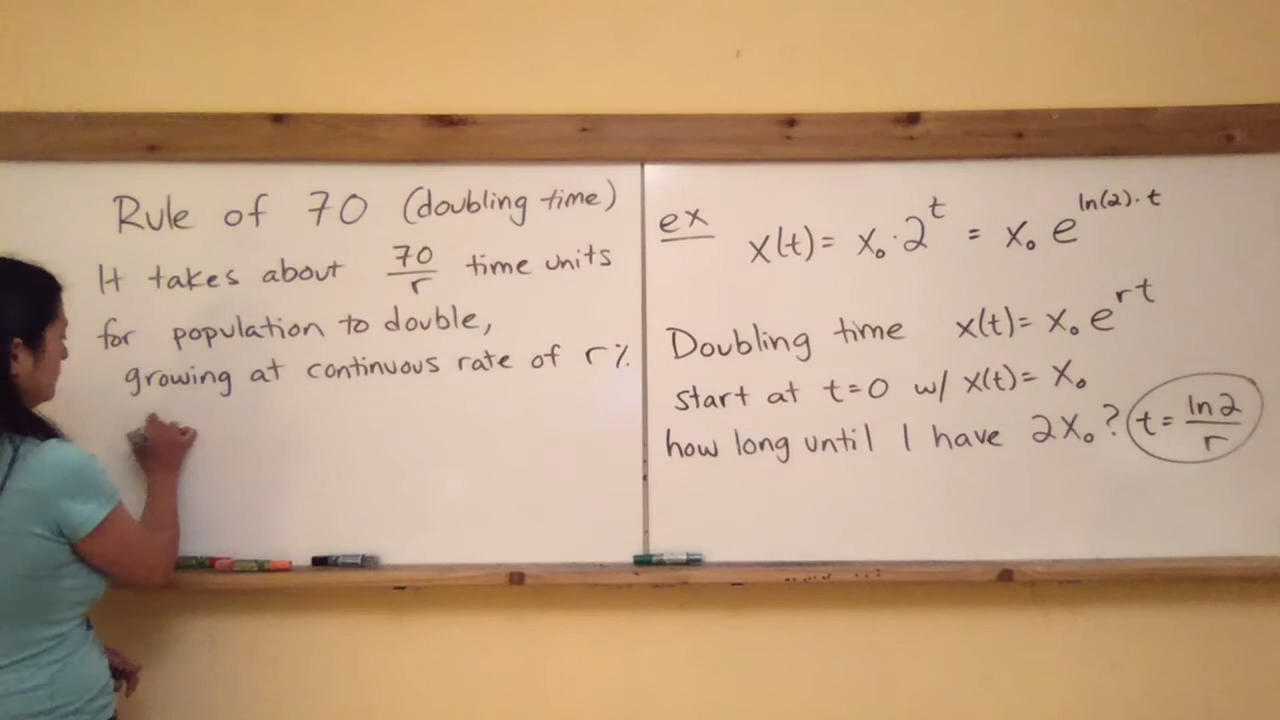 Rule of 70 (doubling time)
It takes about 70/r time units
for population to double,
growing at continuous rate of r%.
ex x(t) = x₀·2^t = x₀ e^(ln(2)·t)
Doubling time x(t) = x₀ e^(rt)
start at t=0 w/ x(t) = x₀
how long until I have 2x₀? t = ln2/r